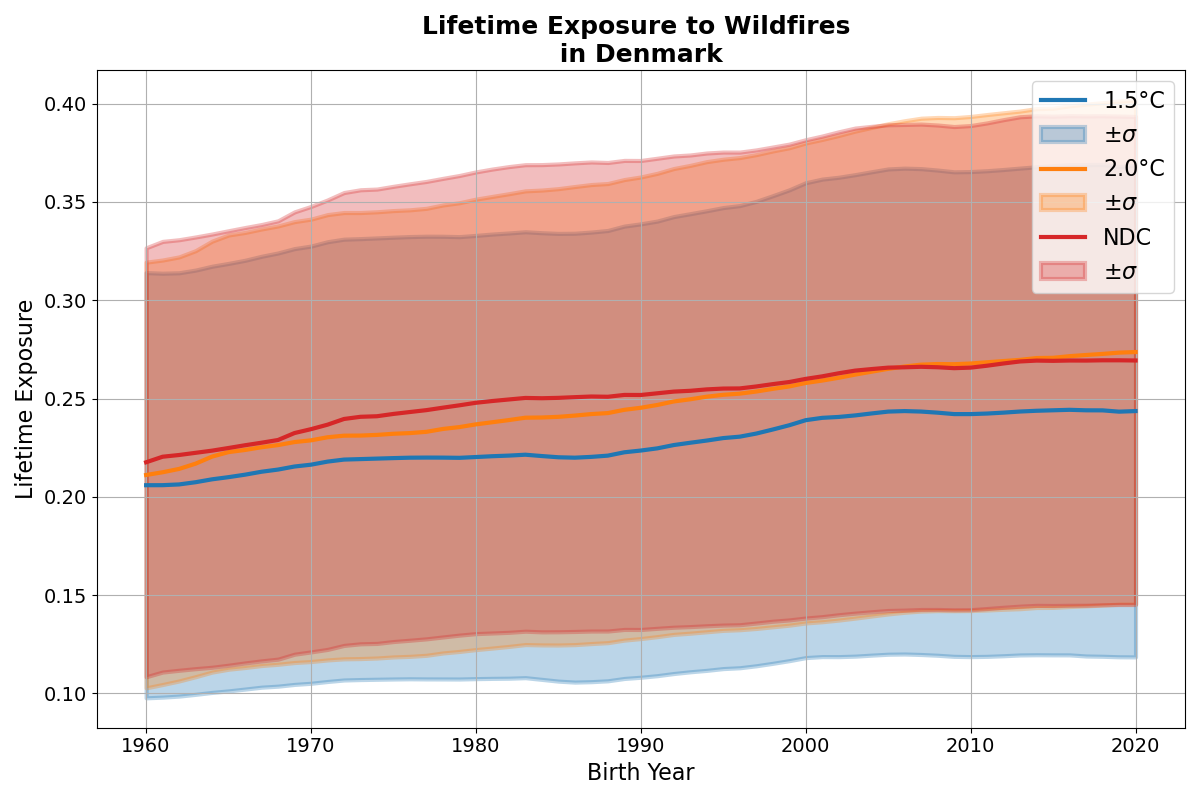 Lifetime Exposure to Wildfires
in Denmark
Lifetime Exposure
0.40
0.35
0.30
0.25
0.20
0.15
0.10
1.5°C
±σ
2.0°C
±σ
NDC
±σ
1960
1970
1980
1990
2000
2010
2020
Birth Year